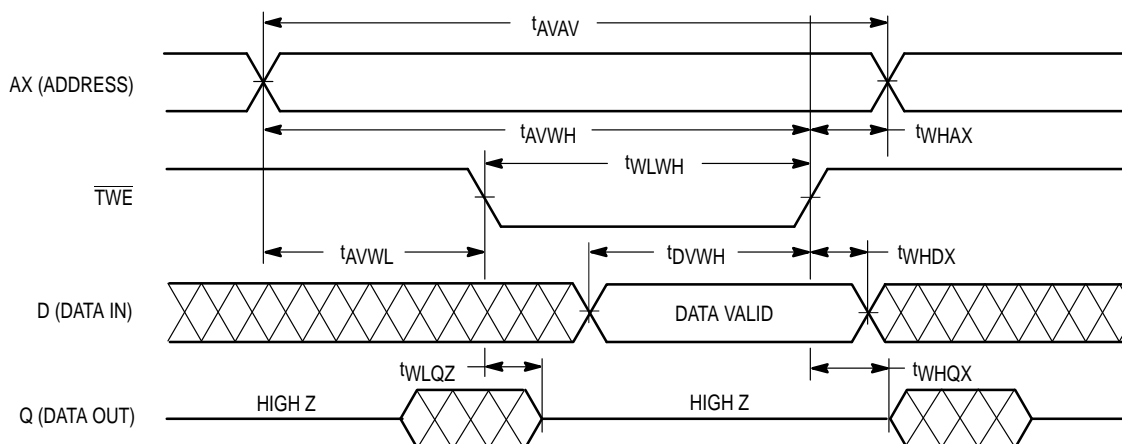 tAVAV
AX (ADDRESS)
tAVWH
tWHAX
tWLWH
TWE
tAVWL
tDVWH
tWHDX
D (DATA IN)
DATA VALID
tWLQZ
tWHQX
Q (DATA OUT)
HIGH Z
HIGH Z